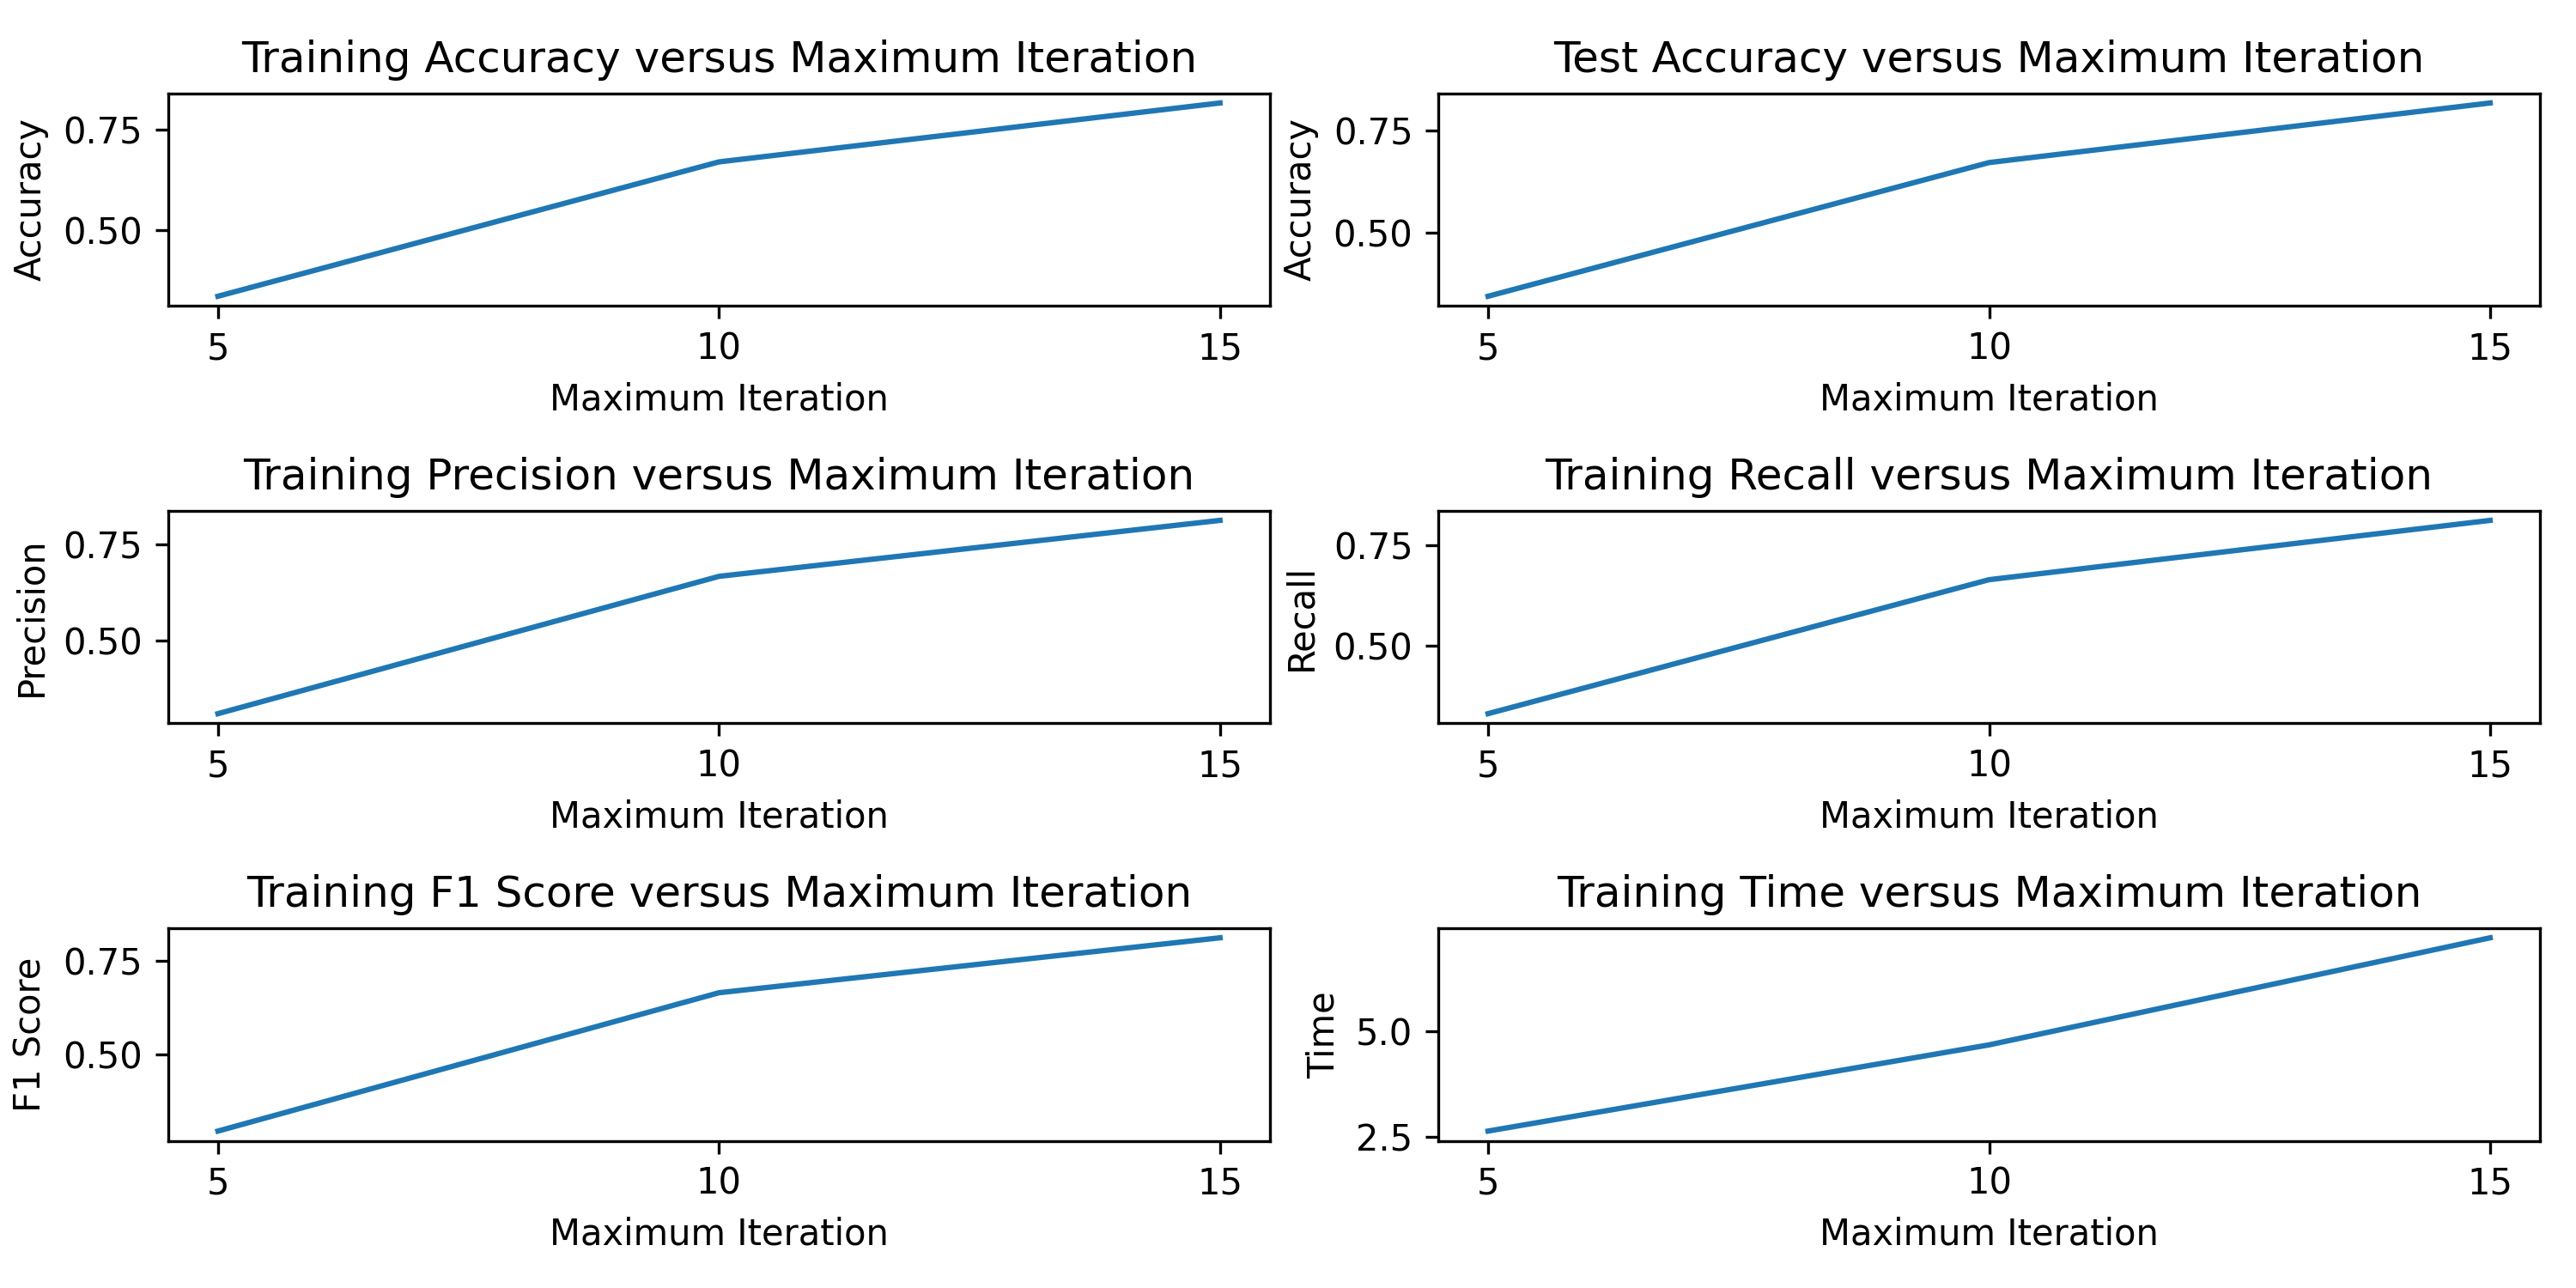 Training Accuracy versus Maximum Iteration
Accuracy
0.75
0.50
5 10 15
Maximum Iteration
Test Accuracy versus Maximum Iteration
Accuracy
0.75
0.50
5 10 15
Maximum Iteration
Training Precision versus Maximum Iteration
Precision
0.75
0.50
5 10 15
Maximum Iteration
Training Recall versus Maximum Iteration
Recall
0.75
0.50
5 10 15
Maximum Iteration
Training F1 Score versus Maximum Iteration
F1 Score
0.75
0.50
5 10 15
Maximum Iteration
Training Time versus Maximum Iteration
Time
5.0
2.5
5 10 15
Maximum Iteration